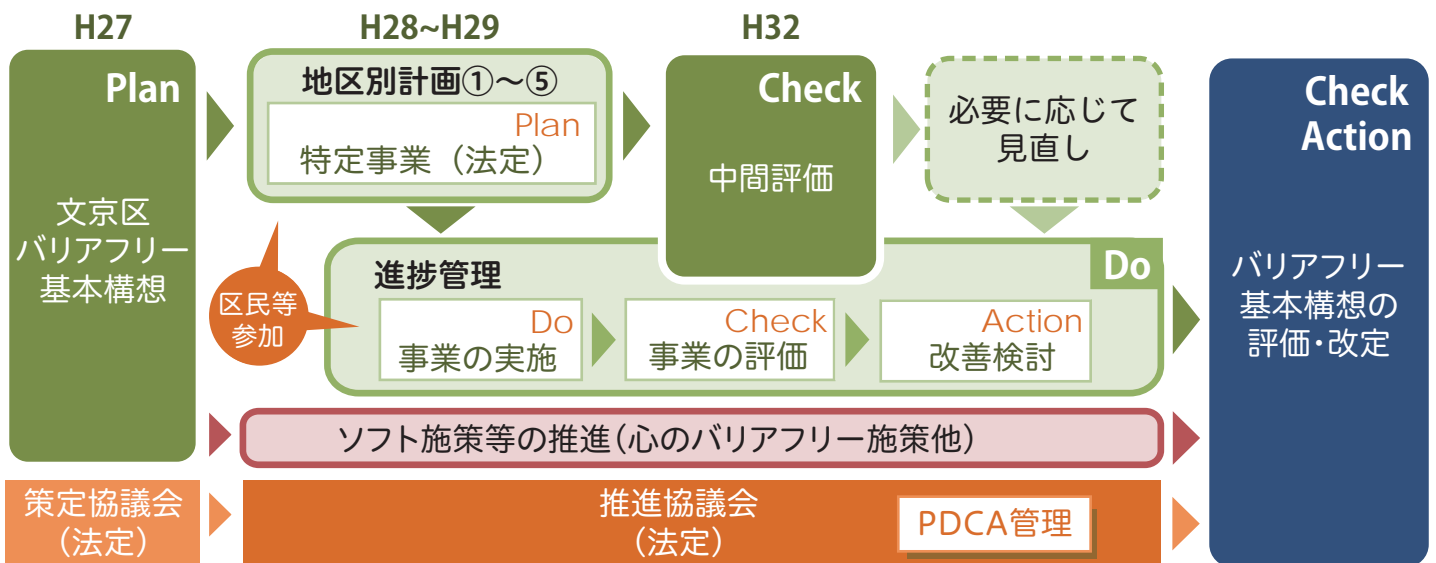 H27
H28~H29
H32
Plan
文京区
バリアフリー
基本構想
地区別計画①～⑤
Plan
特定事業（法定）
Check
中間評価
必要に応じて
見直し
Check
Action
バリアフリー
基本構想の
評価・改定
区民等
参加
進捗管理
Do
Do
事業の実施
Check
事業の評価
Action
改善検討
ソフト施策等の推進（心のバリアフリー施策他）
策定協議会
（法定）
推進協議会
（法定）
PDCA管理